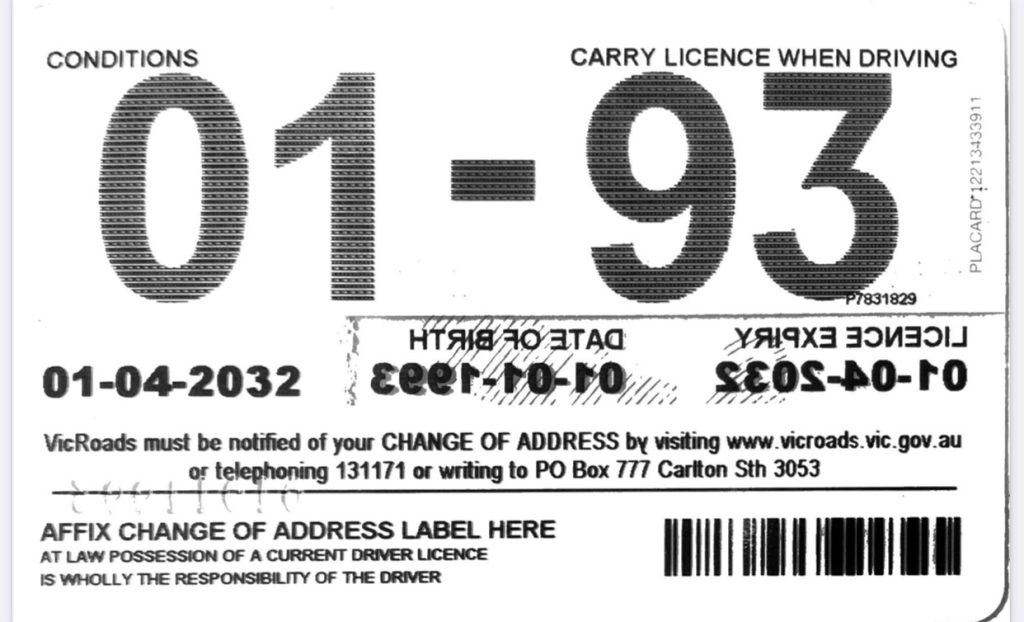 CONDITIONS
CARRY LICENCE WHEN DRIVING
01-93
PLACARD*12213433911
P7831829
DATE OF BIRTH
LICENCE EXPIRY
01-04-2032
01-01-1993
01-04-2032
VicRoads must be notified of your CHANGE OF ADDRESS by visiting www.vicroads.vic.gov.au
or telephoning 131171 or writing to PO Box 777 Carlton Sth 3053
AFFIX CHANGE OF ADDRESS LABEL HERE
AT LAW POSSESSION OF A CURRENT DRIVER LICENCE
IS WHOLLY THE RESPONSIBILITY OF THE DRIVER